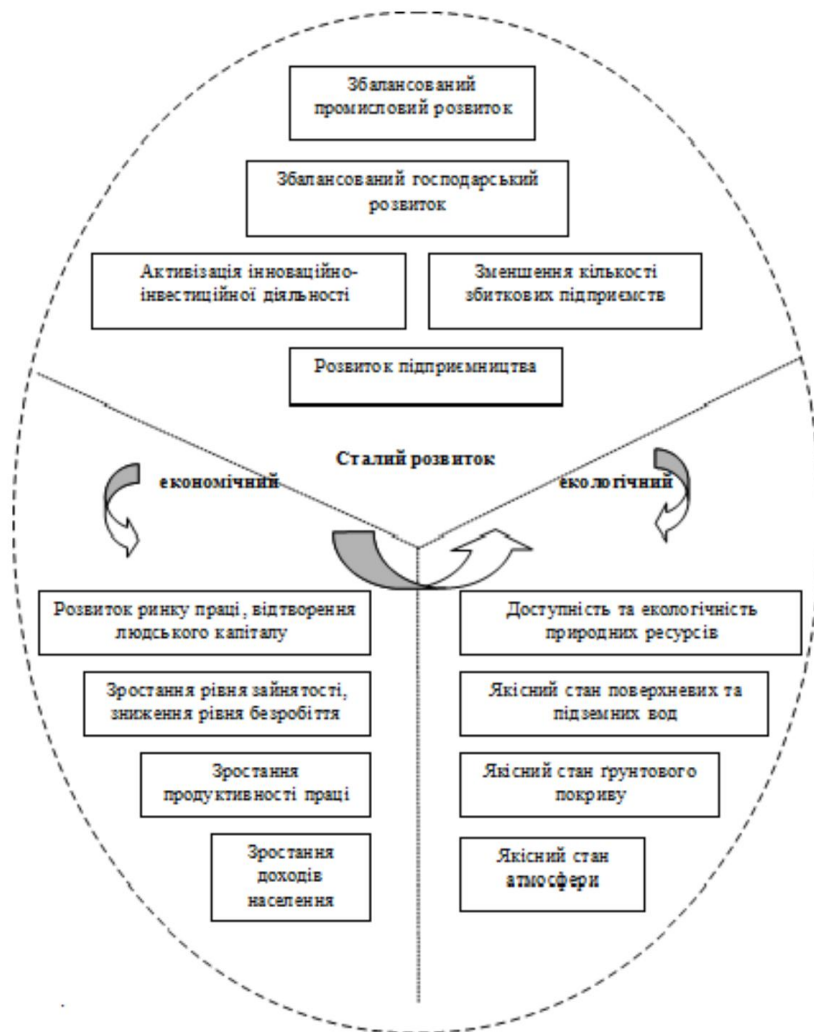 Збалансований
промисловий розвиток
Збалансований господарський
розвиток
Активізація інноваційно-
інвестиційної діяльності
Зменшення кількості
збиткових підприємств
Розвиток підприємництва
Сталий розвиток
економічний
екологічний
Розвиток ринку праці, відтворення
людського капіталу
Доступність та екологічність
природних ресурсів
Зростання рівня зайнятості,
зниження рівня безробіття
Якісний стан поверхневих та
підземних вод
Зростання
продуктивності праці
Якісний стан ґрунтового
покриву
Зростання
доходів
населення
Якісний стан
атмосфери